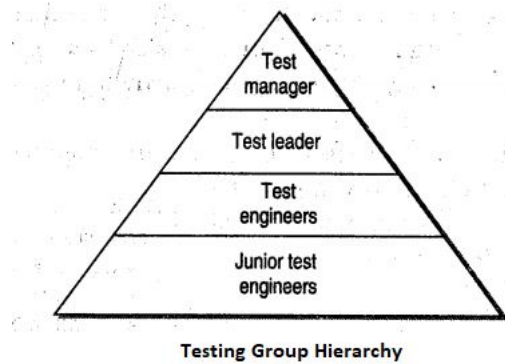 Test
manager
Test leader
Test
engineers
Junior test
engineers
Testing Group Hierarchy